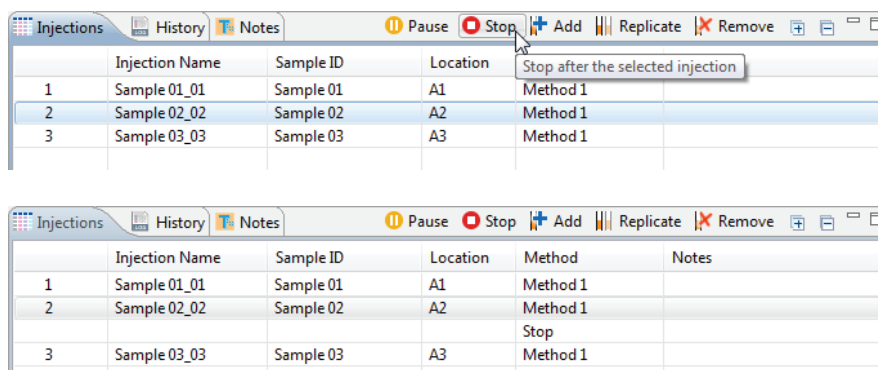 Injections History Notes Pause Stop Add Replicate Remove
Injection Name Sample ID Location
Stop after the selected injection
1 Sample 01_01 Sample 01 A1 Method 1
2 Sample 02_02 Sample 02 A2 Method 1
3 Sample 03_03 Sample 03 A3 Method 1
Injections History Notes Pause Stop Add Replicate Remove
Injection Name Sample ID Location Method Notes
1 Sample 01_01 Sample 01 A1 Method 1
2 Sample 02_02 Sample 02 A2 Method 1
Stop
3 Sample 03_03 Sample 03 A3 Method 1